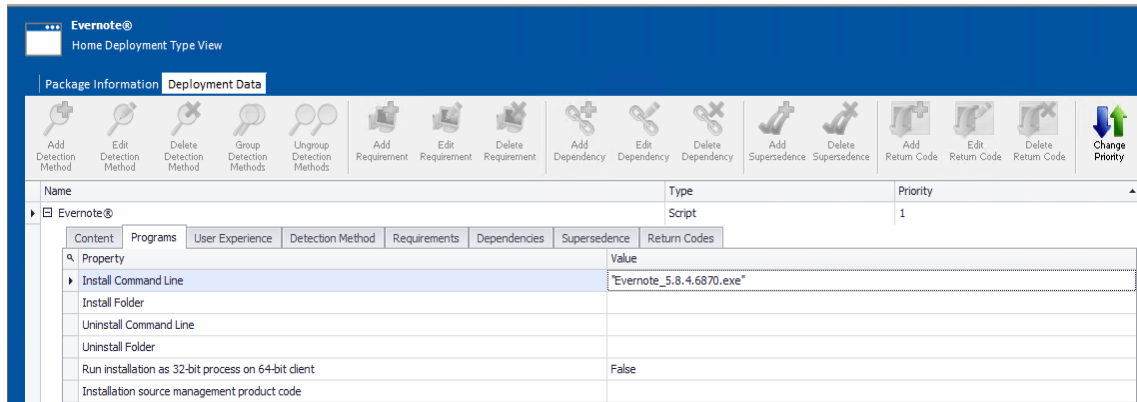 Evernote®
Home Deployment Type View
Package Information Deployment Data
Add Detection Method
Edit Detection Method
Delete Detection Method
Group Detection Methods
Ungroup Detection Methods
Add Requirement
Edit Requirement
Delete Requirement
Add Dependency
Edit Dependency
Delete Dependency
Add Supersedence
Delete Supersedence
Add Return Code
Edit Return Code
Delete Return Code
Change Priority
Name Type Priority
Evernote® Script 1
Content Programs User Experience Detection Method Requirements Dependencies Supersedence Return Codes
Property Value
Install Command Line "Evernote_5.8.4.6870.exe"
Install Folder
Uninstall Command Line
Uninstall Folder
Run installation as 32-bit process on 64-bit client False
Installation source management product code